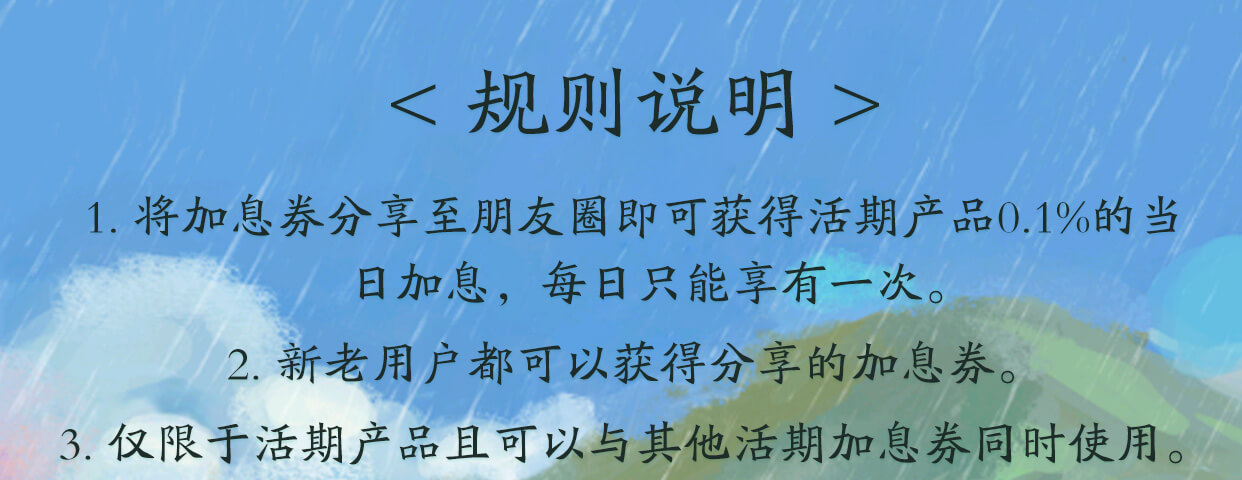 < 规则说明 >
1. 将加息券分享至朋友圈即可获得活期产品0.1%的当
日加息，每日只能享有一次。
2. 新老用户都可以获得分享的加息券。
3. 仅限于活期产品且可以与其他活期加息券同时使用。